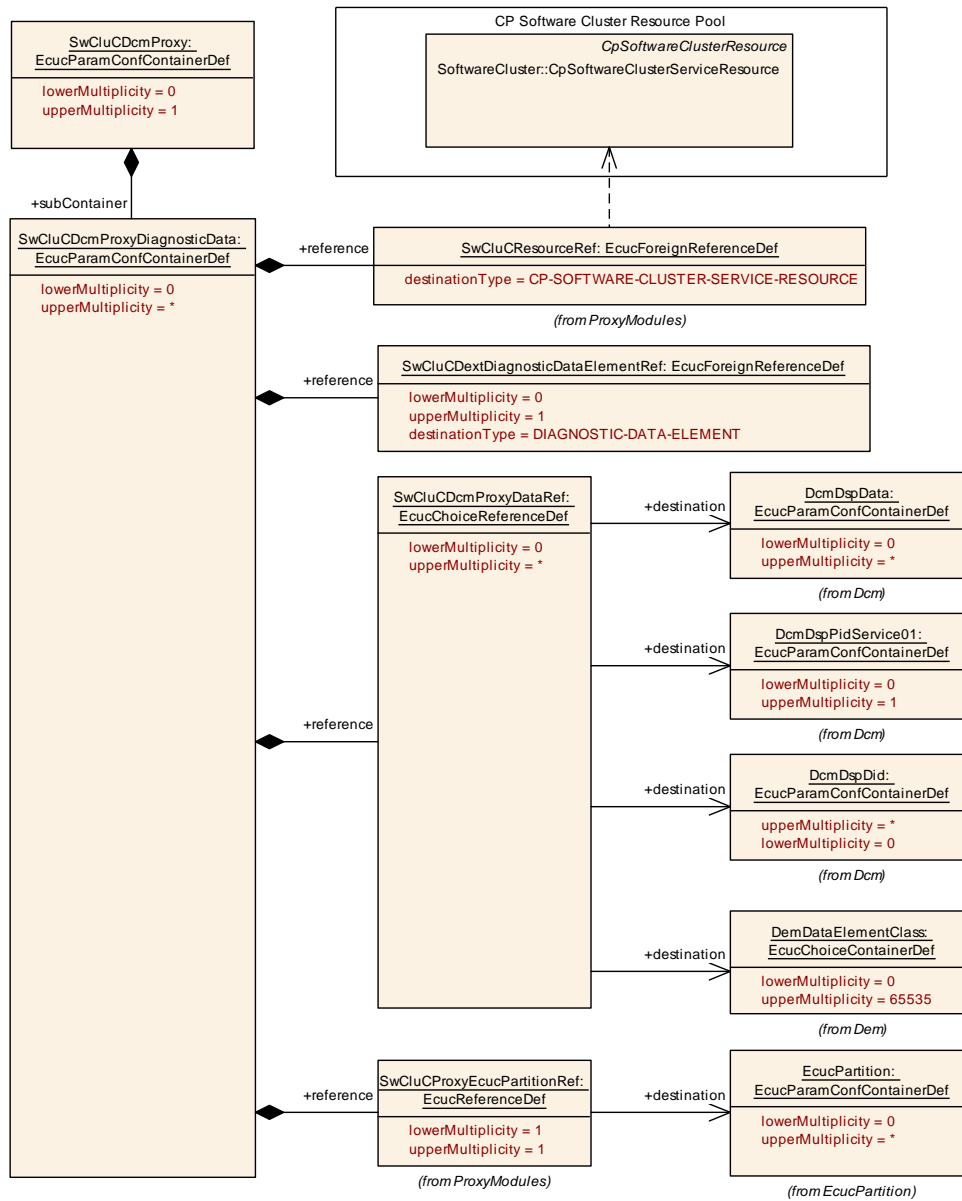 SwCluCDcmProxy:
EcucParamConfContainerDef
lowerMultiplicity = 0
upperMultiplicity = 1
CP Software Cluster Resource Pool
CpSoftwareClusterResource
SoftwareCluster::CpSoftwareClusterServiceResource
+subContainer
SwCluCDcmProxyDiagnosticData:
EcucParamConfContainerDef
lowerMultiplicity = 0
upperMultiplicity = *
+reference
SwCluCResourceRef: EcucForeignReferenceDef
destinationType = CP-SOFTWARE-CLUSTER-SERVICE-RESOURCE
(from ProxyModules)
+reference
SwCluCDextDiagnosticDataElementRef: EcucForeignReferenceDef
lowerMultiplicity = 0
upperMultiplicity = 1
destinationType = DIAGNOSTIC-DATA-ELEMENT
+reference
SwCluCDcmProxyDataRef:
EcucChoiceReferenceDef
lowerMultiplicity = 0
upperMultiplicity = *
+destination
DcmDspData:
EcucParamConfContainerDef
lowerMultiplicity = 0
upperMultiplicity = *
(from Dcm)
+destination
DcmDspPidService01:
EcucParamConfContainerDef
lowerMultiplicity = 0
upperMultiplicity = 1
(from Dcm)
+destination
DcmDspDid:
EcucParamConfContainerDef
upperMultiplicity = *
lowerMultiplicity = 0
(from Dcm)
+destination
DemDataElementClass:
EcucChoiceContainerDef
lowerMultiplicity = 0
upperMultiplicity = 65535
(from Dem)
+reference
SwCluCProxyEcucPartitionRef:
EcucReferenceDef
lowerMultiplicity = 1
upperMultiplicity = 1
(from ProxyModules)
+destination
EcucPartition:
EcucParamConfContainerDef
lowerMultiplicity = 0
upperMultiplicity = *
(from EcucPartition)